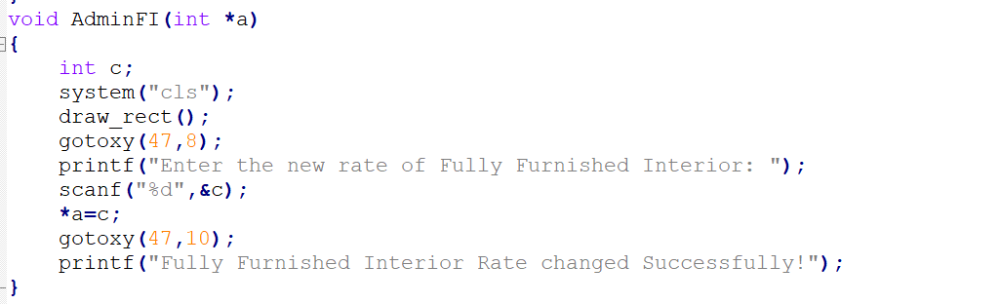 void AdminFI(int *a)
{
    int c;
    system("cls");
    draw_rect();
    gotoxy(47,8);
    printf("Enter the new rate of Fully Furnished Interior: ");
    scanf("%d",&c);
    *a=c;
    gotoxy(47,10);
    printf("Fully Furnished Interior Rate changed Successfully!");
}